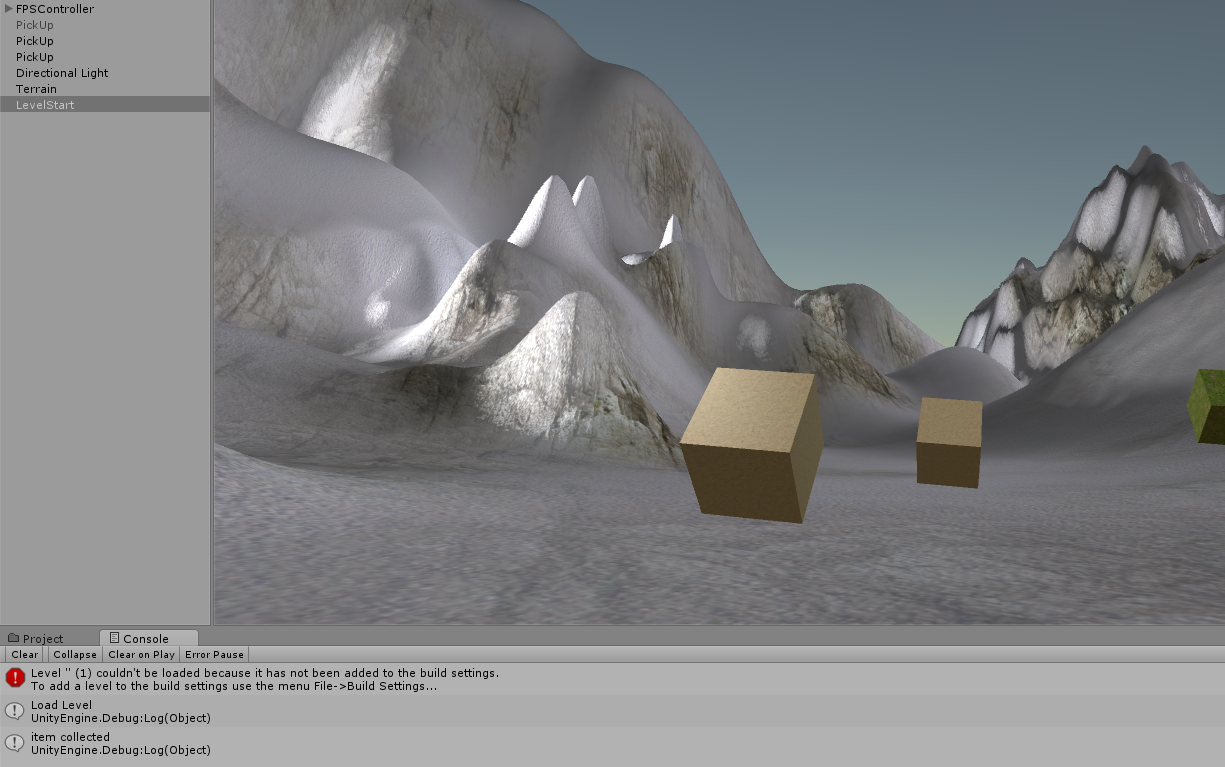 FPSController
PickUp
PickUp
PickUp
Directional Light
Terrain
LevelStart
Project
Console
Clear Collapse Clear on Play Error Pause
Level '' (1) couldn't be loaded because it has not been added to the build settings.
To add a level to the build settings use the menu File->Build Settings...
Load Level
UnityEngine.Debug:Log(Object)
item collected
UnityEngine.Debug:Log(Object)